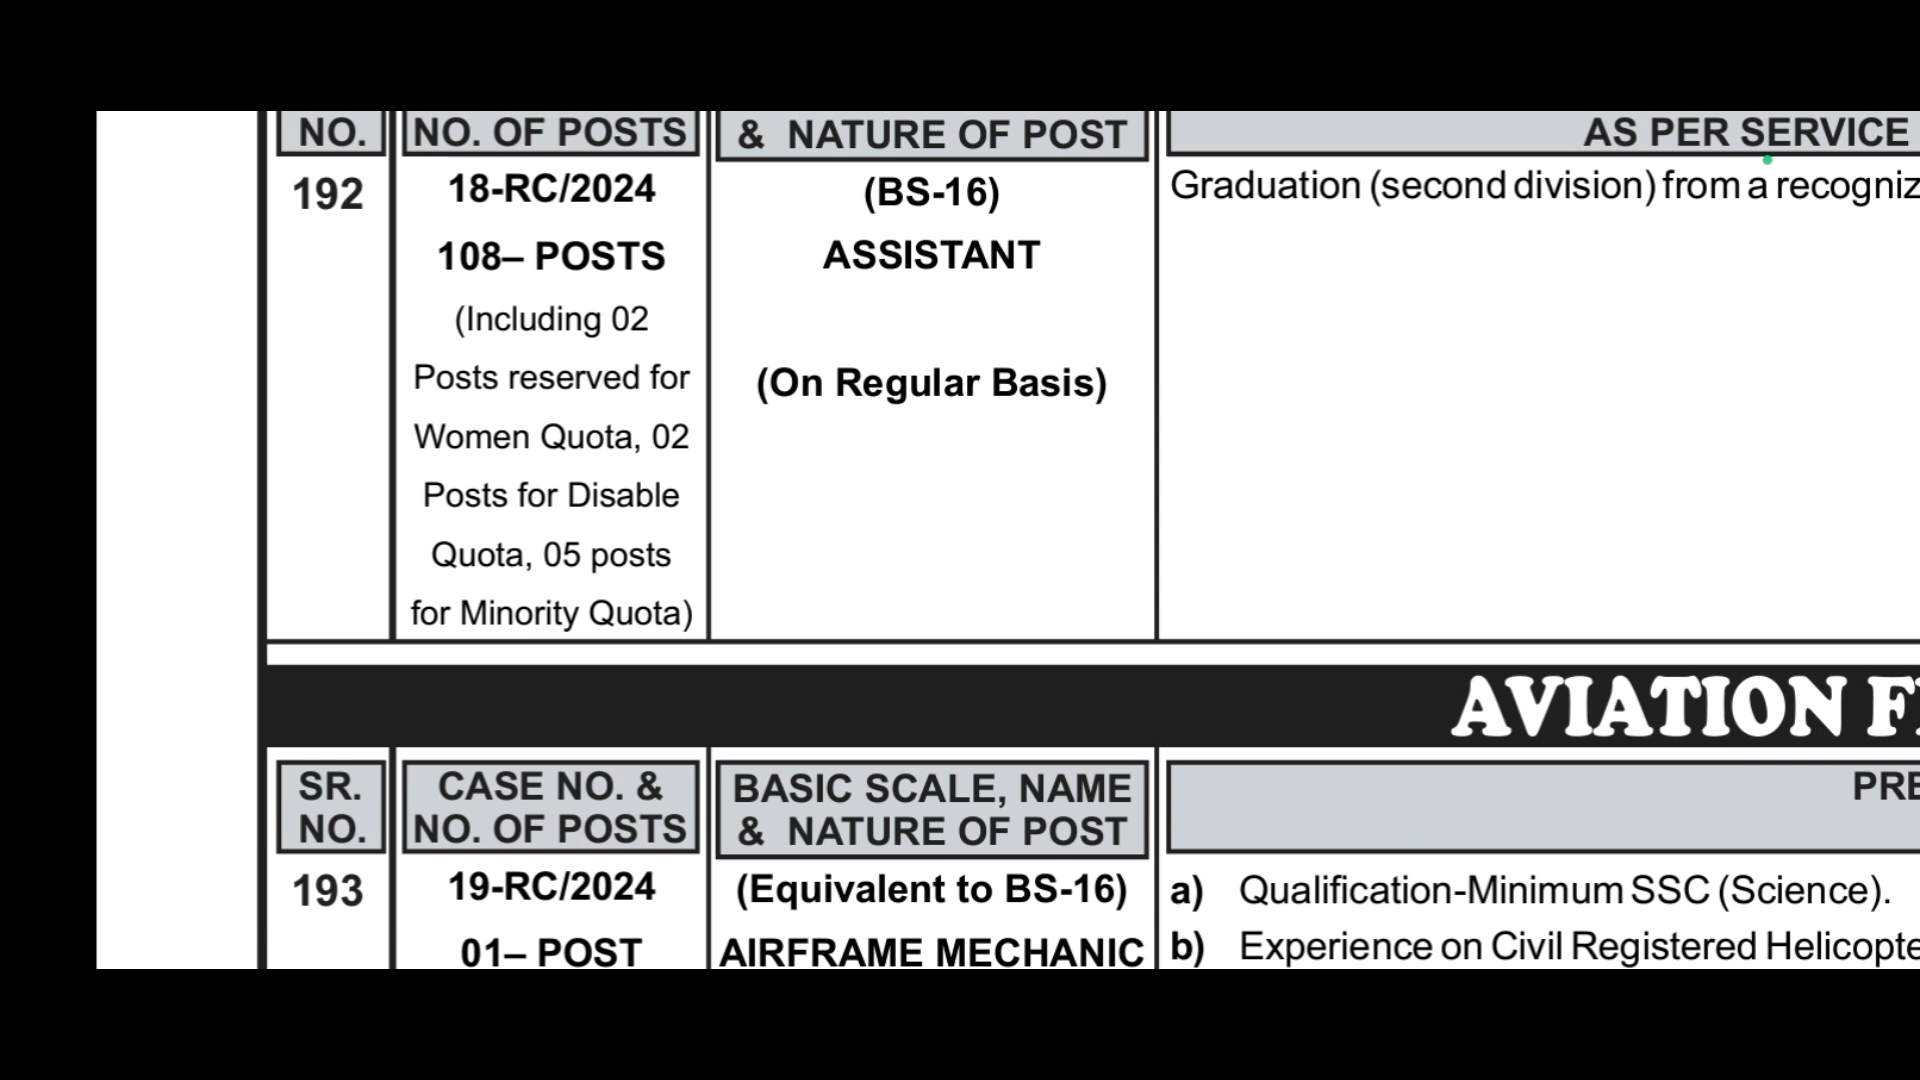 NO.
NO. OF POSTS
& NATURE OF POST
AS PER SERVICE
192
18-RC/2024
108– POSTS
(Including 02
Posts reserved for
Women Quota, 02
Posts for Disable
Quota, 05 posts
for Minority Quota)
(BS-16)
ASSISTANT
(On Regular Basis)
Graduation (second division) from a
AVIATION
SR.
NO.
CASE NO. &
NO. OF POSTS
BASIC SCALE, NAME
& NATURE OF POST
193
19-RC/2024
01– POST
(Equivalent to BS-16)
AIRFRAME MECHANIC
a) Qualification-Minimum SSC (Science).
b) Experience on Civil Registered